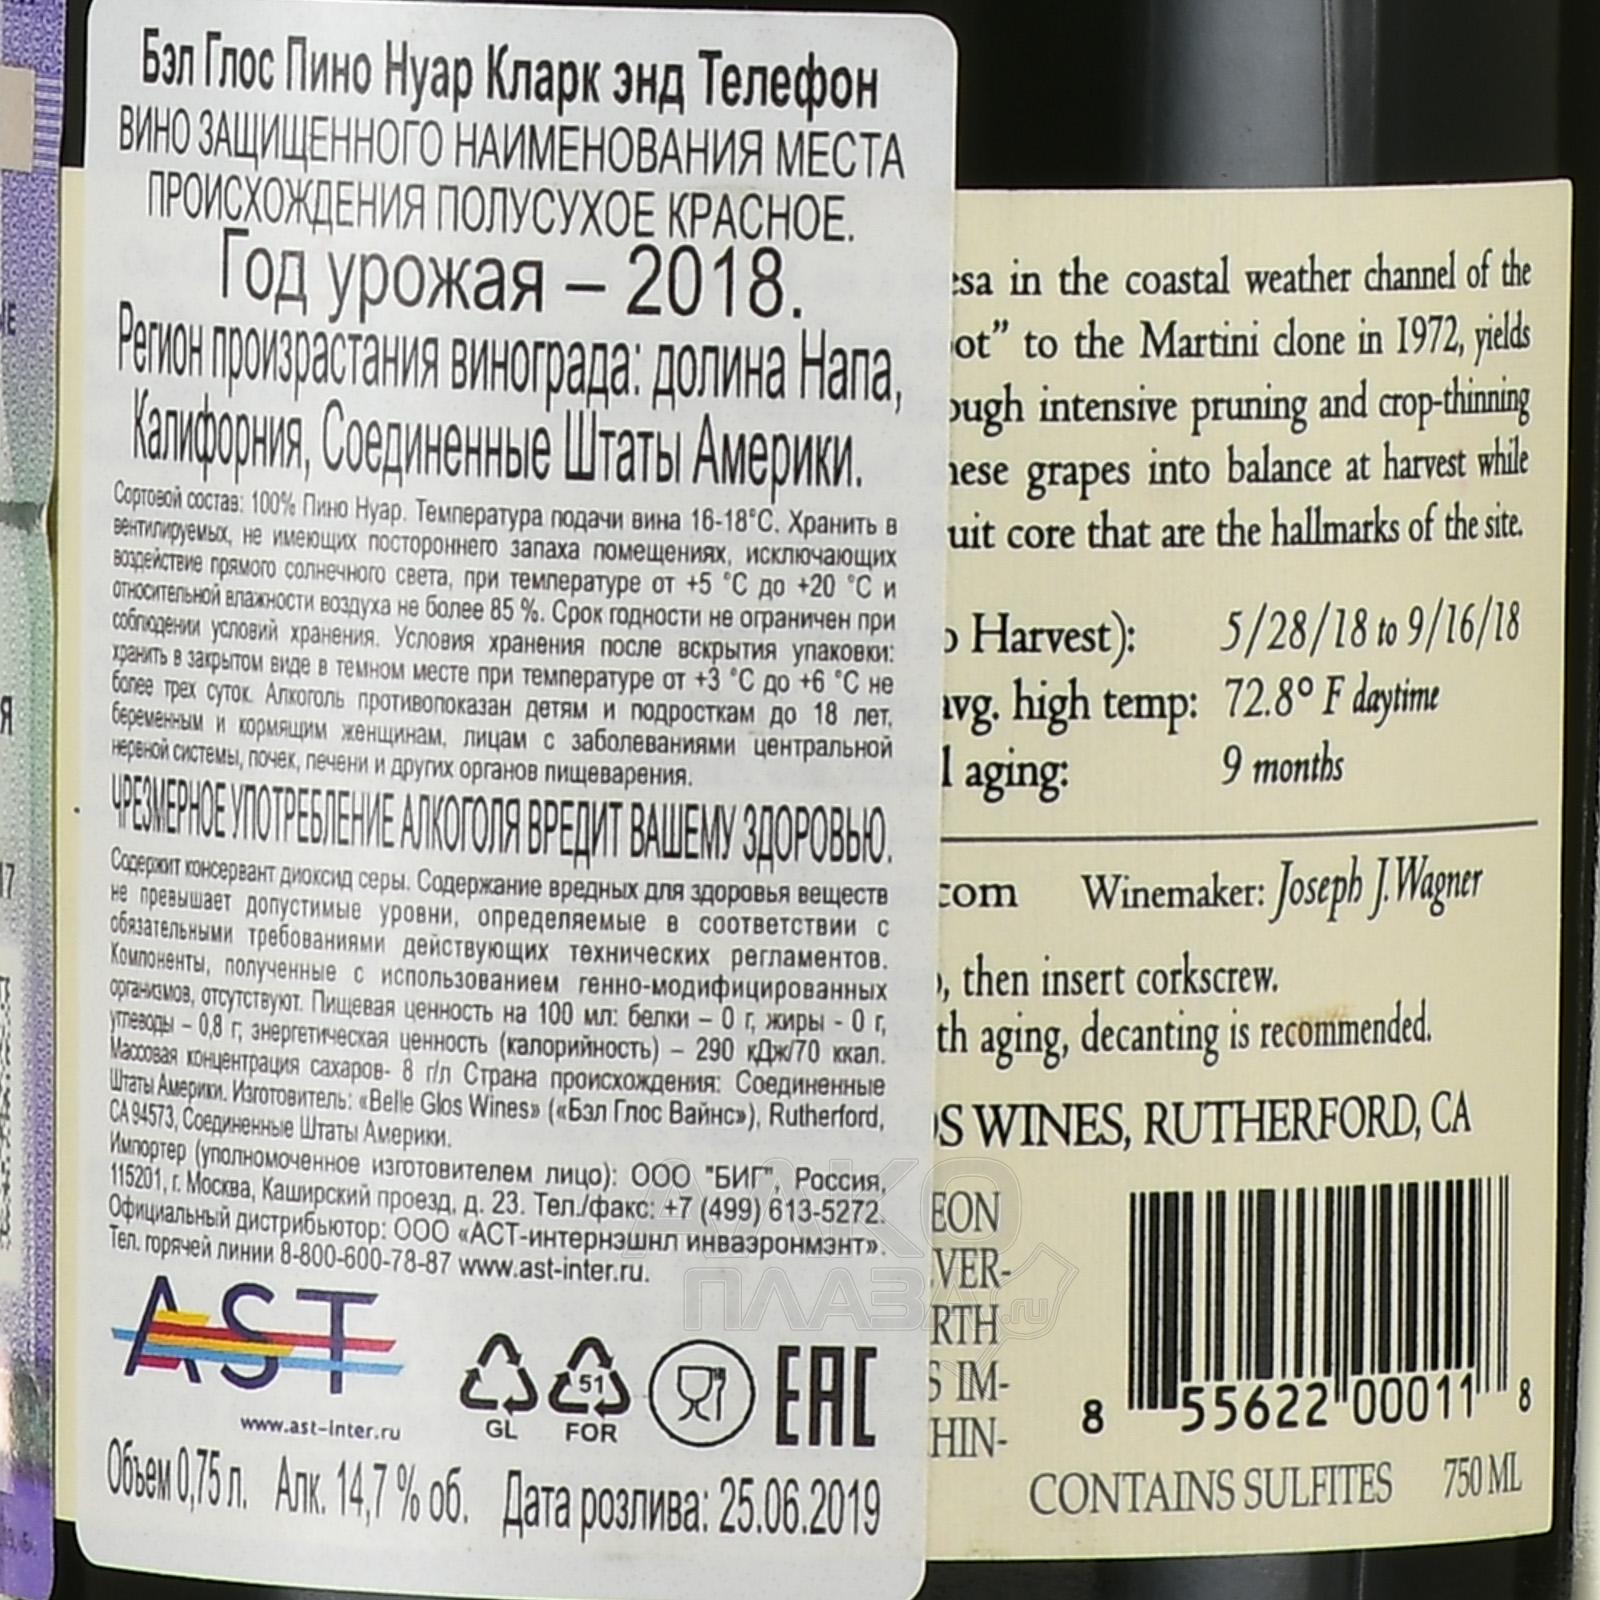 Бэл Глос Пино Нуар Кларк энд Телефон
ВИНО ЗАЩИЩЕННОГО НАИМЕНОВАНИЯ МЕСТА
ПРОИСХОЖДЕНИЯ ПОЛУСУХОЕ КРАСНОЕ.
Год урожая – 2018.
Регион произрастания винограда: долина Напа,
Калифорния, Соединенные Штаты Америки.
Сортовой состав: 100% Пино Нуар. Температура подачи вина 16-18°С. Хранить в
вентилируемых, не имеющих постороннего запаха помещениях, исключающих
воздействие прямого солнечного света, при температуре от +5 °С до +20 °С и
относительной влажности воздуха не более 85 %. Срок годности не ограничен при
соблюдении условий хранения. Условия хранения после вскрытия упаковки:
хранить в закрытом виде в темном месте при температуре от +3 °С до +6 °С не
более трех суток. Алкоголь противопоказан детям и подросткам до 18 лет,
беременным и кормящим женщинам, лицам с заболеваниями центральной
нервной системы, почек, печени и других органов пищеварения.
ЧРЕЗМЕРНОЕ УПОТРЕБЛЕНИЕ АЛКОГОЛЯ ВРЕДИТ ВАШЕМУ ЗДОРОВЬЮ.
Содержит консервант диоксид серы. Содержание вредных для здоровья веществ
не превышает допустимые уровни, определяемые в соответствии с
обязательными требованиями действующих технических регламентов.
Компоненты, полученные с использованием генно-модифицированных
организмов, отсутствуют. Пищевая ценность на 100 мл: белки – 0 г, жиры - 0 г,
углеводы – 0,8 г; энергетическая ценность (калорийность) – 290 кДж/70 ккал.
Массовая концентрация сахаров- 8 г/л Страна происхождения: Соединенные
Штаты Америки. Изготовитель: «Belle Glos Wines» («Бэл Глос Вайнс»), Rutherford,
CA 94573, Соединенные Штаты Америки.
Импортер (уполномоченное изготовителем лицо): ООО "БИГ", Россия,
115201, г. Москва, Каширский проезд, д. 23. Тел./факс: +7 (499) 613-5272.
Официальный дистрибьютор: ООО «АСТ-интернэшнл инваэронмэнт».
Тел. горячей линии 8-800-600-78-87 www.ast-inter.ru.
AST
www.ast-inter.ru
GL
51
FOR
EAC
Объем 0,75 л. Алк. 14,7 % об. Дата розлива: 25.06.2019
esa in the coastal weather channel of the
oot” to the Martini clone in 1972, yields
ough intensive pruning and crop-thinning
hese grapes into balance at harvest while
ruit core that are the hallmarks of the site.
o Harvest): 5/28/18 to 9/16/18
avg. high temp: 72.8° F daytime
l aging: 9 months
com Winemaker: Joseph J. Wagner
, then insert corkscrew.
th aging, decanting is recommended.
OS WINES, RUTHERFORD, CA
EON
VER-
RTH
S IM-
HIN-
8 55622 00011 8
CONTAINS SULFITES 750 ML
АЛКО
ПЛАЗА.ru
17
Я